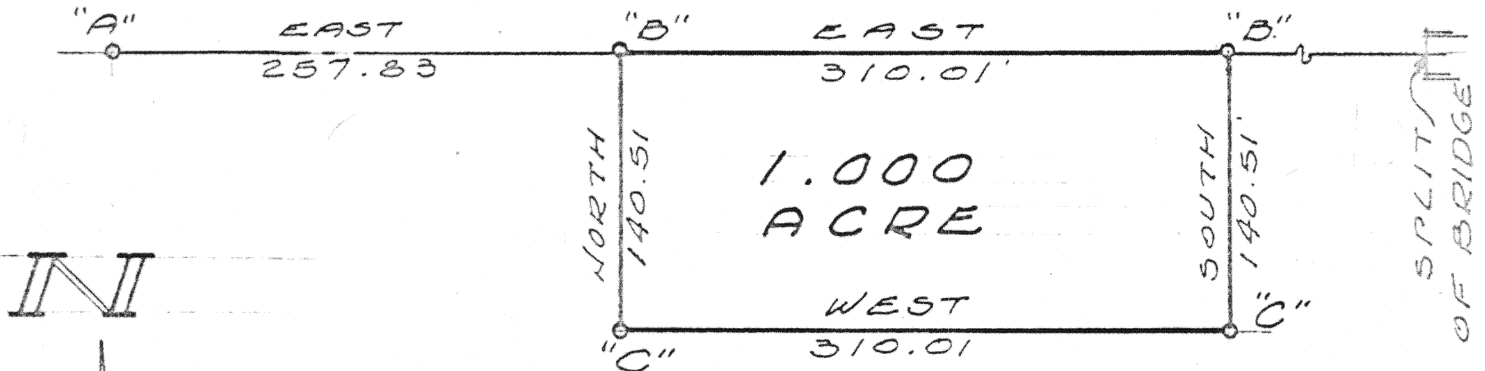 "A" EAST "B" EAST "B"
257.83 310.01'
NORTH
140.51
1.000
ACRE
SOUTH
140.51'
SPLIT
OF BRIDGE
N
WEST
310.01
"C" "C"